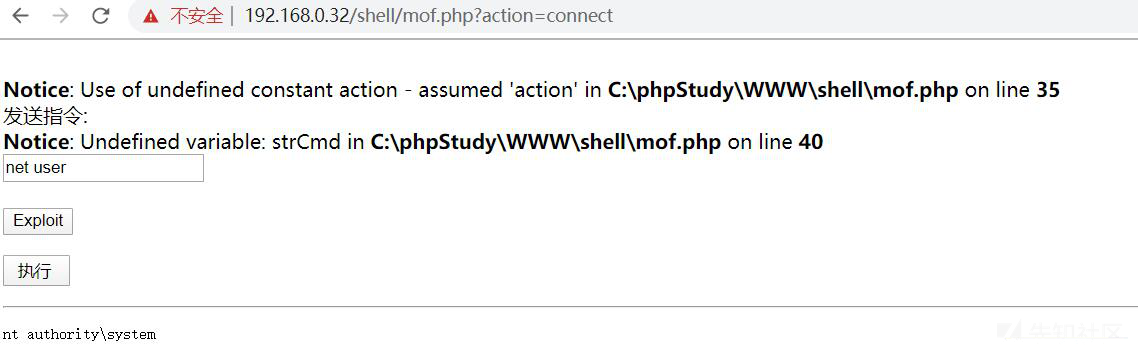 不安全 | 192.168.0.32/shell/mof.php?action=connect
Notice: Use of undefined constant action - assumed 'action' in C:\phpStudy\WWW\shell\mof.php on line 35
发送指令:
Notice: Undefined variable: strCmd in C:\phpStudy\WWW\shell\mof.php on line 40
net user
Exploit
执行
nt authority\system
先知社区